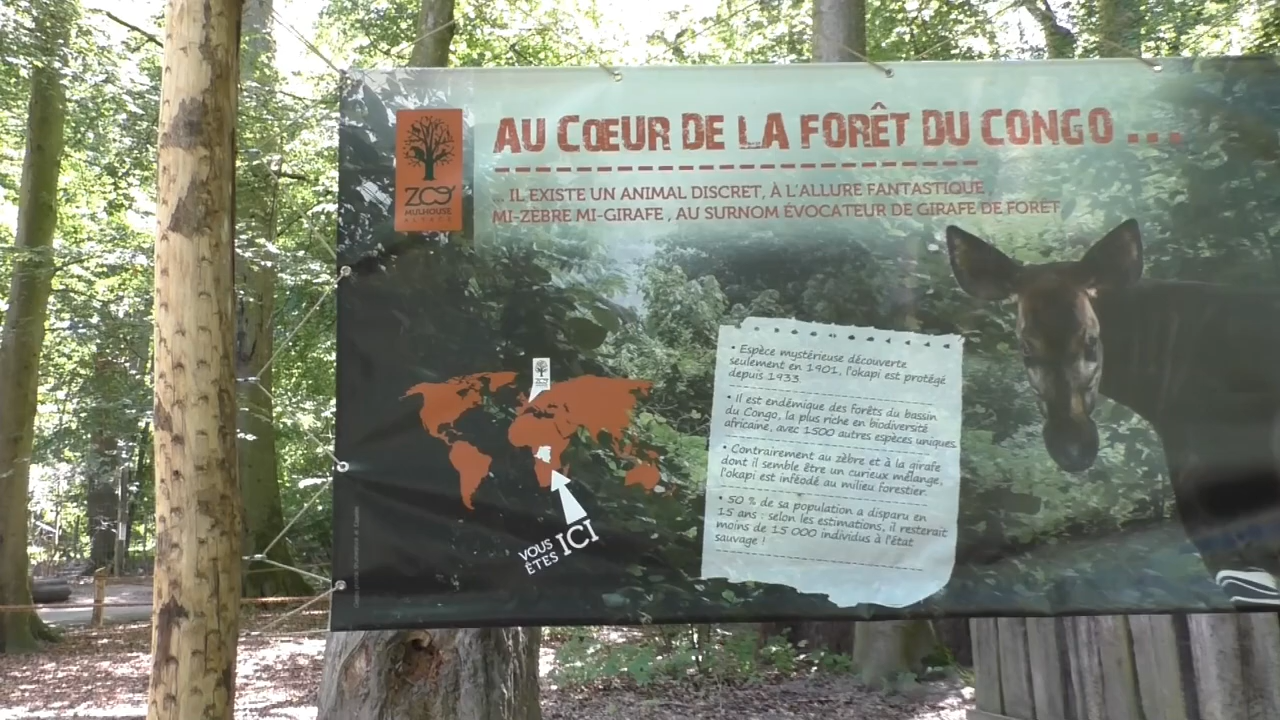 AU CŒUR DE LA FORÊT DU CONGO ...
... IL EXISTE UN ANIMAL DISCRET, À L'ALLURE FANTASTIQUE,
MI-ZÈBRE MI-GIRAFE, AU SURNOM ÉVOCATEUR DE GIRAFE DE FORÊT
ZOO
MULHOUSE
ALSACE
• Espèce mystérieuse découverte
seulement en 1901, l'okapi est protégé
depuis 1933.
• Il est endémique des forêts du bassin
du Congo, la plus riche en biodiversité
africaine, avec 1500 autres espèces uniques.
• Contrairement au zèbre et à la girafe
dont il semble être un curieux mélange,
l'okapi est inféodé au milieu forestier.
• 50 % de sa population a disparu en
15 ans : selon les estimations, il resterait
moins de 15 000 individus à l'état
sauvage !
VOUS
ÊTES ICI